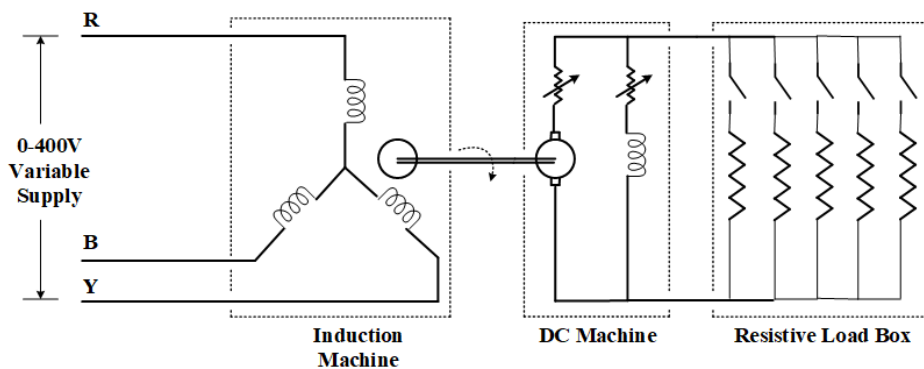 R
0-400V
Variable
Supply
B
Y
Induction
Machine
DC Machine
Resistive Load Box